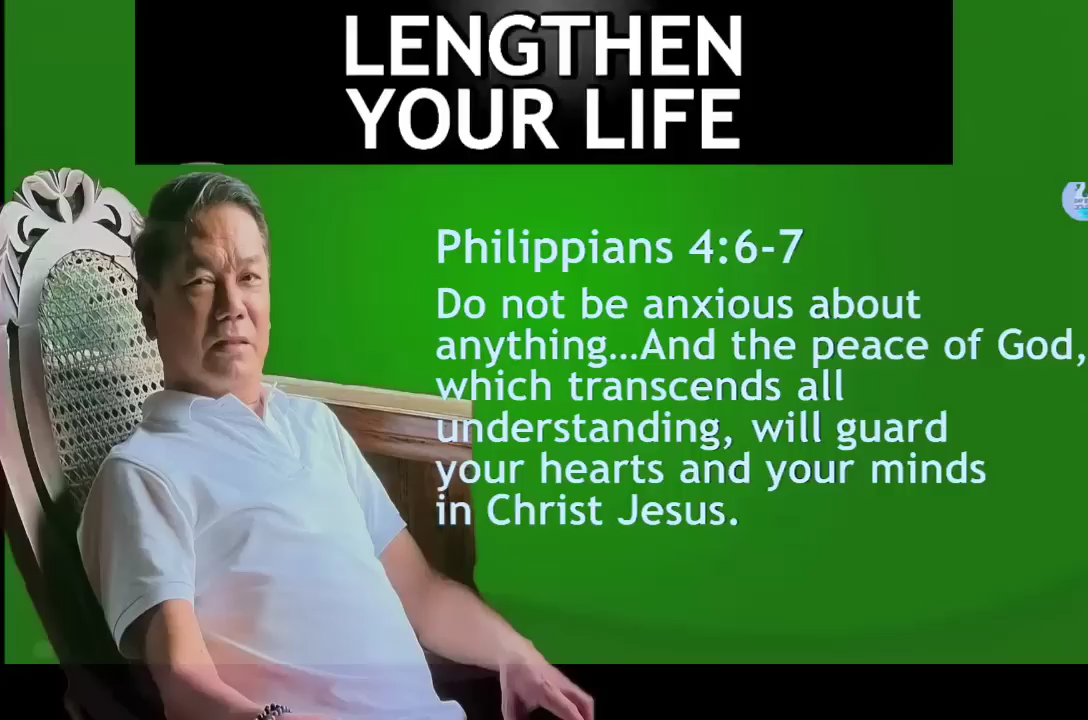 LENGTHEN
YOUR LIFE
Philippians 4:6-7
Do not be anxious about
anything...And the peace of God,
which transcends all
understanding, will guard
your hearts and your minds
in Christ Jesus.